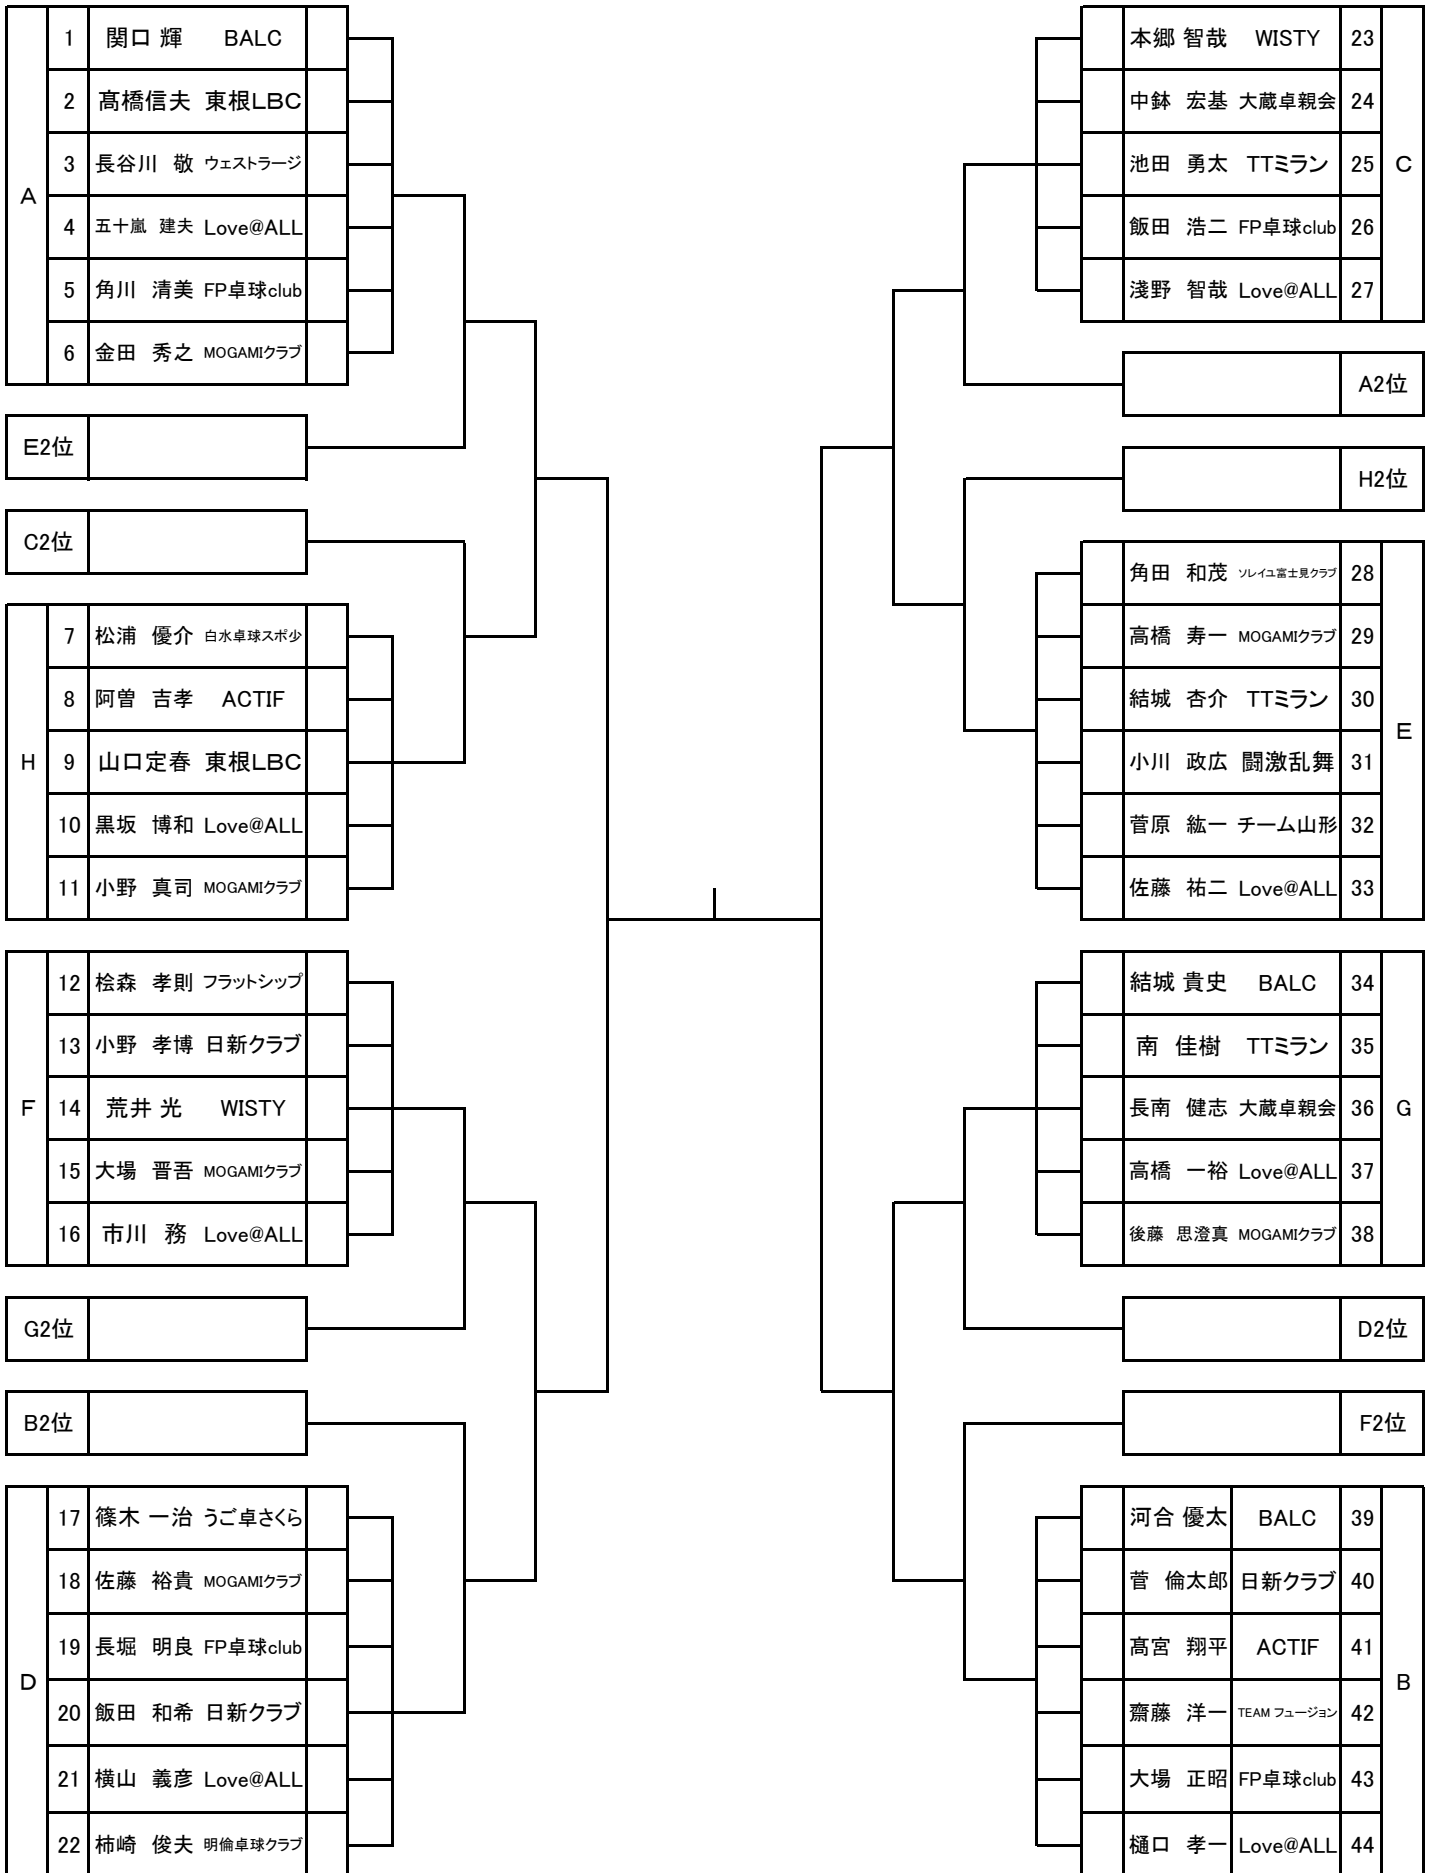 A
1 関口 輝 BALC
2 髙橋信夫 東根LBC
3 長谷川 敬 ウェストラージ
4 五十嵐 建夫 Love@ALL
5 角川 清美 FP卓球club
6 金田 秀之 MOGAMIクラブ
E2位
C2位
H
7 松浦 優介 白水卓球スポ少
8 阿曽 吉孝 ACTIF
9 山口定春 東根LBC
10 黒坂 博和 Love@ALL
11 小野 真司 MOGAMIクラブ
F
12 桧森 孝則 フラットシップ
13 小野 孝博 日新クラブ
14 荒井 光 WISTY
15 大場 晋吾 MOGAMIクラブ
16 市川 務 Love@ALL
G2位
B2位
D
17 篠木 一治 うご卓さくら
18 佐藤 裕貴 MOGAMIクラブ
19 長堀 明良 FP卓球club
20 飯田 和希 日新クラブ
21 横山 義彦 Love@ALL
22 柿崎 俊夫 明倫卓球クラブ
本郷 智哉 WISTY 23
中鉢 宏基 大蔵卓親会 24
池田 勇太 TTミラン 25
飯田 浩二 FP卓球club 26
淺野 智哉 Love@ALL 27
C
A2位
H2位
角田 和茂 ソレイユ富士見クラブ 28
高橋 寿一 MOGAMIクラブ 29
結城 杏介 TTミラン 30
小川 政広 闘激乱舞 31
菅原 紘一 チーム山形 32
佐藤 祐二 Love@ALL 33
E
結城 貴史 BALC 34
南 佳樹 TTミラン 35
長南 健志 大蔵卓親会 36
高橋 一裕 Love@ALL 37
後藤 思澄真 MOGAMIクラブ 38
G
D2位
F2位
河合 優太 BALC 39
菅 倫太郎 日新クラブ 40
髙宮 翔平 ACTIF 41
齋藤 洋一 TEAM フュージョン 42
大場 正昭 FP卓球club 43
樋口 孝一 Love@ALL 44
B